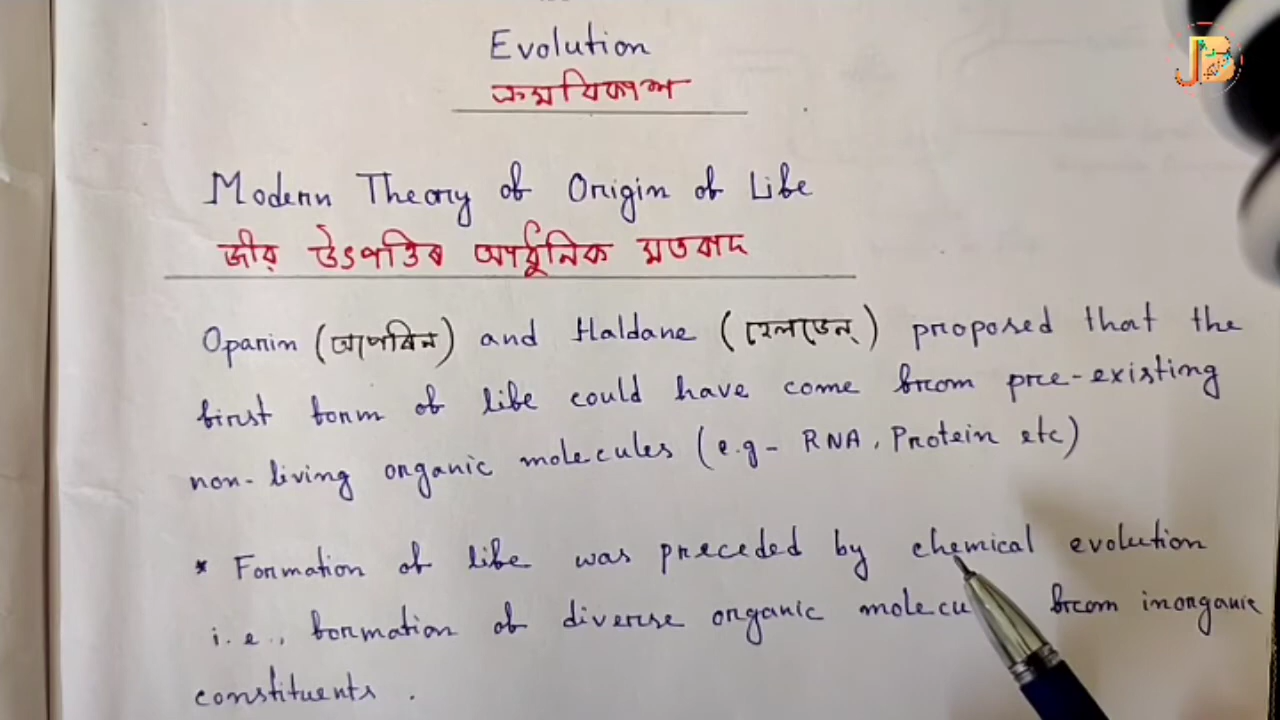 Evolution
ক্রমবিকাশ
Modern Theory of Origin of Life
জীৱ উৎপত্তিৰ আধুনিক মতবাদ
Oparin (অপেৰিন) and Haldane (হেলডেন্) proposed that the
first form of life could have come from pre-existing
non-living organic molecules (e.g - RNA, Protein etc)
* Formation of life was preceded by chemical evolution
i.e., formation of diverse organic from inorganic
constituents.
JB